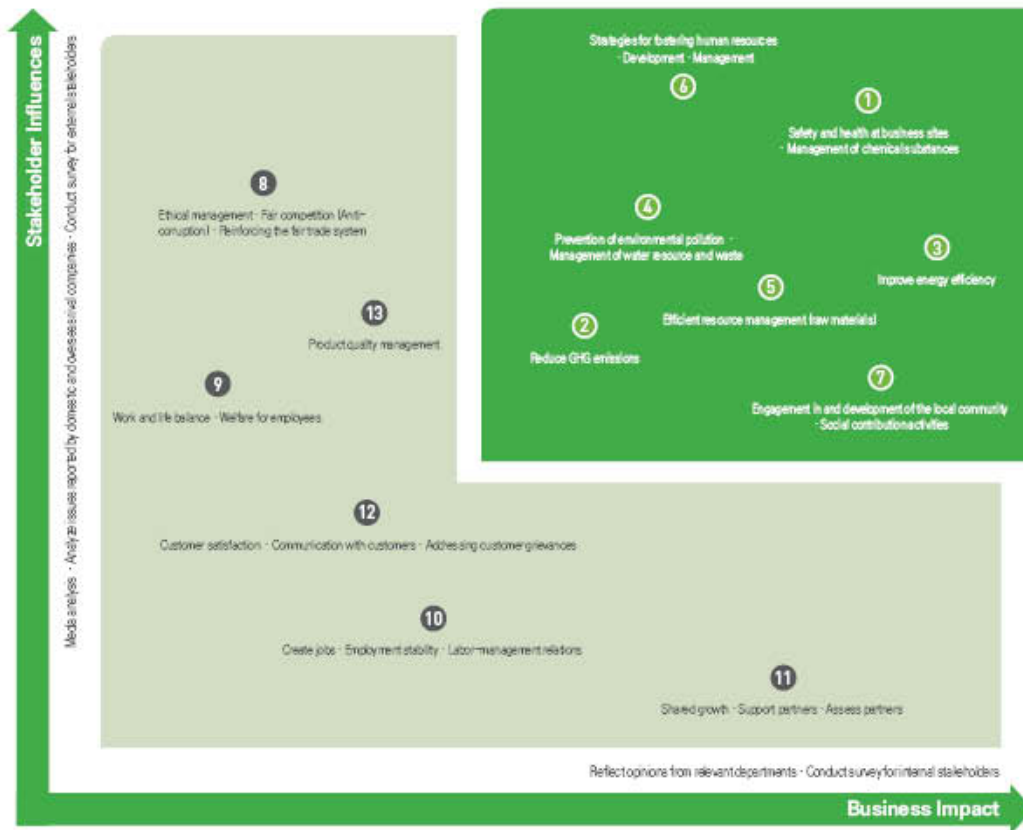 Stakeholder Influences
Media analysis · Analyze issues reported by domestic and overseas rival companies · Conduct survey for external stakeholders
Strategies for fostering human resources
· Development · Management
6
1
Safety and health at business sites
· Management of chemical substances
8
Ethical management · Fair competition (Anti-
corruption) · Reinforcing the fair trade system
4
Prevention of environmental pollution ·
Management of water resource and waste
3
Improve energy efficiency
5
Efficient resource management (raw materials)
13
Product quality management
2
Reduce GHG emissions
9
Work and life balance · Welfare for employees
7
Engagement in and development of the local community
· Social contribution activities
12
Customer satisfaction · Communication with customers · Addressing customer grievances
10
Create jobs · Employment stability · Labor-management relations
11
Shared growth · Support partners · Assess partners
Reflect opinions from relevant departments · Conduct survey for internal stakeholders
Business Impact